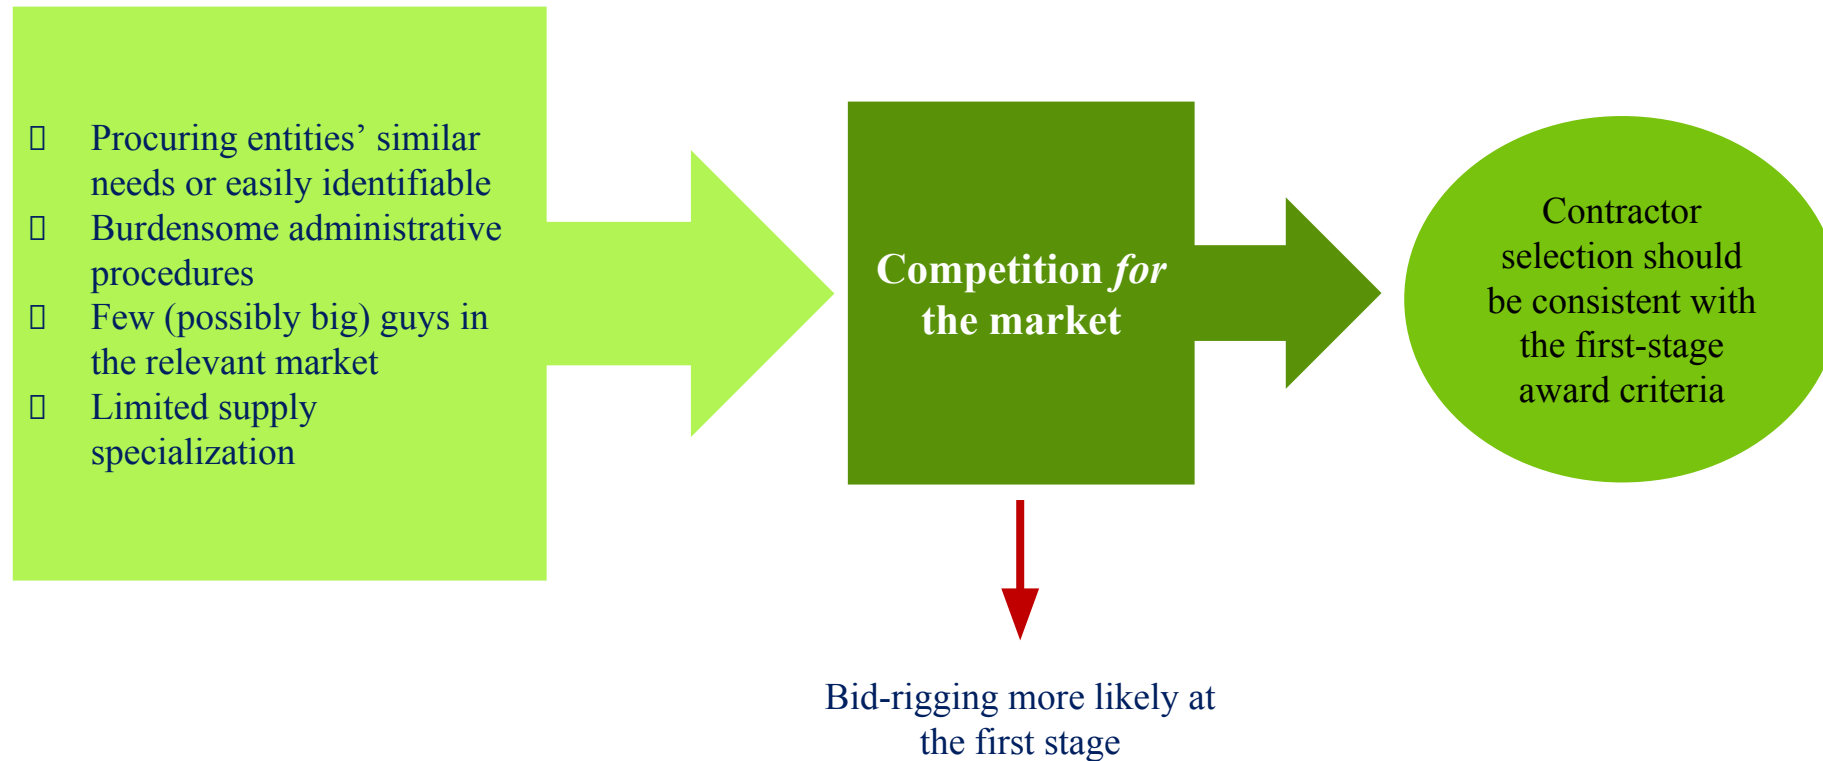 Procuring entities’ similar
needs or easily identifiable
Burdensome administrative
procedures
Few (possibly big) guys in
the relevant market
Limited supply
specialization
Competition for
the market
Contractor
selection should
be consistent with
the first-stage
award criteria
Bid-rigging more likely at
the first stage